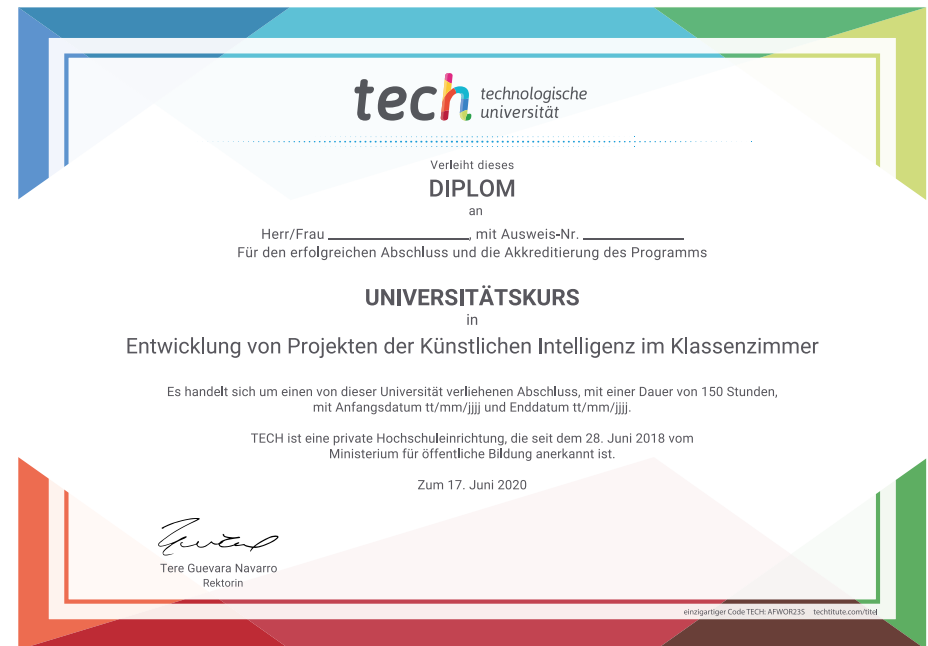 tech technologische
universität
Verleiht dieses
DIPLOM
an
Herr/Frau ____________, mit Ausweis-Nr. ____________
Für den erfolgreichen Abschluss und die Akkreditierung des Programms
UNIVERSITÄTSKURS
in
Entwicklung von Projekten der Künstlichen Intelligenz im Klassenzimmer
Es handelt sich um einen von dieser Universität verliehenen Abschluss, mit einer Dauer von 150 Stunden,
mit Anfangsdatum tt/mm/jjjj und Enddatum tt/mm/jjjj.
TECH ist eine private Hochschuleinrichtung, die seit dem 28. Juni 2018 vom
Ministerium für öffentliche Bildung anerkannt ist.
Zum 17. Juni 2020
Tere Guevara Navarro
Rektorin
einzigartiger Code TECH: AFWOR23S techtitute.com/titel